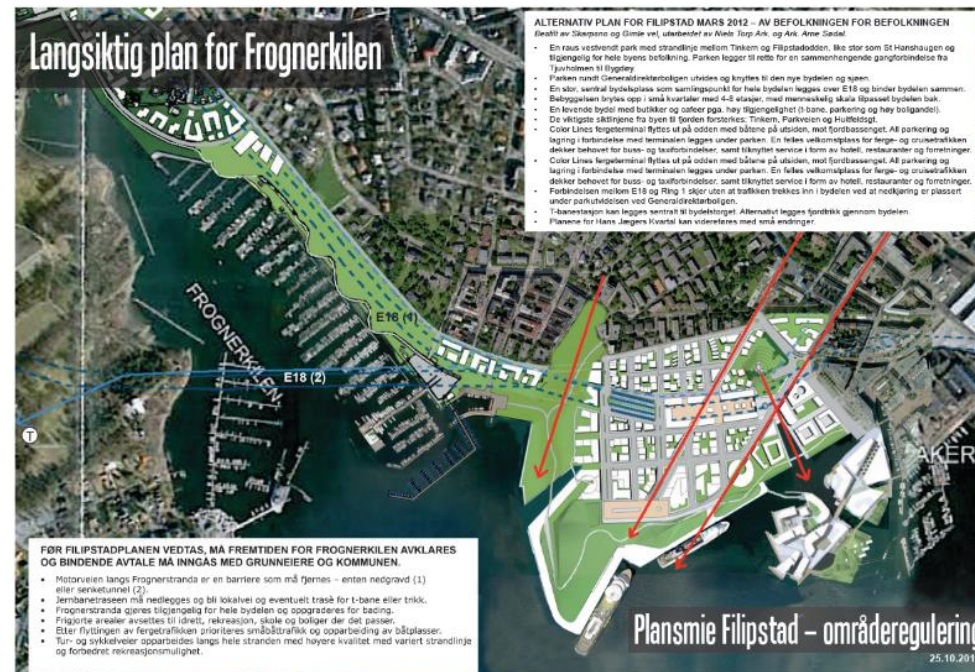 Langsiktig plan for Frognerkilen
ALTERNATIV PLAN FOR FILIPSTAD MARS 2012 – AV BEFOLKNINGEN FOR BEFOLKNINGEN
Bestilt av Skarpsno og Gimle vel, utarbeidet av Niels Torp Ark. og Ark. Arne Sødal.
• En raus vestvendt park med strandlinje mellom Tinkern og Filipstadodden, like stor som St Hanshaugen og
tilgjengelig for hele byens befolkning. Parken legger til rette for en sammenhengende gangforbindelse fra
Tjuvholmen til Bygdøy.
• Parken rundt Generaldirektørboligen utvides og knyttes til den nye bydelen og sjøen.
• En stor, sentral bydelsplass som samlingspunkt for hele bydelen legges over E18 og binder bydelen sammen.
• Bebyggelsen brytes opp i små kvartaler med 4-8 etasjer, med menneskelig skala tilpasset bydelen bak.
• En levende bydel med butikker og cafeer pga. høy tilgjengelighet (t-bane, parkering og høy boligandel).
• De viktigste siktlinjene fra byen til fjorden forsterkes: Tinkern, Parkveien og Huitfeldsgt.
• Color Lines fergeterminal flyttes ut på odden med båtene på utsiden, mot fjordbassenget. All parkering og
lagring i forbindelse med terminalen legges under parken. En felles velkomstplass for ferge- og cruisetrafikken
dekker behovet for buss- og taxiforbindelser, samt tilknyttet service i form av hotell, restauranter og forretninger.
• Color Lines fergeterminal flyttes ut på odden med båtene på utsiden, mot fjordbassenget. All parkering og
lagring i forbindelse med terminalen legges under parken. En felles velkomstplass for ferge- og cruisetrafikken
dekker behovet for buss- og taxiforbindelser, samt tilknyttet service i form av hotell, restauranter og forretninger.
• Forbindelsen mellom E18 og Ring 1 skjer uten at trafikken trekkes inn i bydelen ved at nedkjøring er plassert
under parkutvidelsen ved Generaldirektørboligen.
• T-banestasjon kan legges sentralt til bydelstorget. Alternativt legges fjordtrikk gjennom bydelen.
• Planene for Hans Jægers Kvartal kan videreføres med små endringer.
FROGNERKILEN
E18 (1)
E18 (2)
T
AKER
FØR FILIPSTADPLANEN VEDTAS, MÅ FREMTIDEN FOR FROGNERKILEN AVKLARES
OG BINDENDE AVTALE MÅ INNGÅS MED GRUNNEIERE OG KOMMUNEN.
• Motorveien langs Frognerstranda er en barriere som må fjernes – enten nedgravd (1)
eller senketunnel (2).
• Jernbanetraseen må nedlegges og bli lokalvei og eventuelt trasè for t-bane eller trikk.
• Frognerstranda gjøres tilgjengelig for hele bydelen og oppgraderes for bading.
• Frigjorte arealer avsettes til idrett, rekreasjon, skole og boliger der det passer.
• Etter flyttingen av fergetrafikken prioriteres småbåttrafikk og opparbeiding av båtplasser.
• Tur- og sykkelveier opparbeides langs hele stranden med høyere kvalitet med variert strandlinje
og forbedret rekreasjonsmulighet.
Plansmie Filipstad – områderegulering
25.10.201